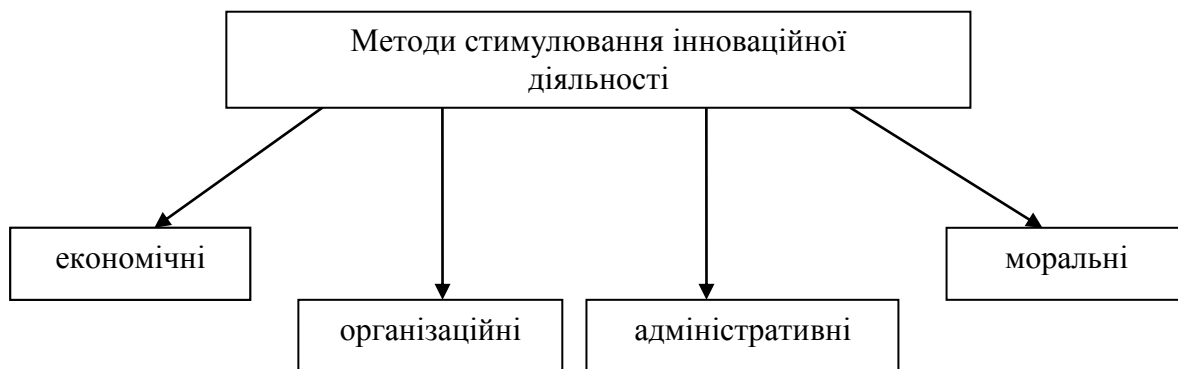 Методи стимулювання інноваційної
діяльності
економічні
моральні
організаційні
адміністративні